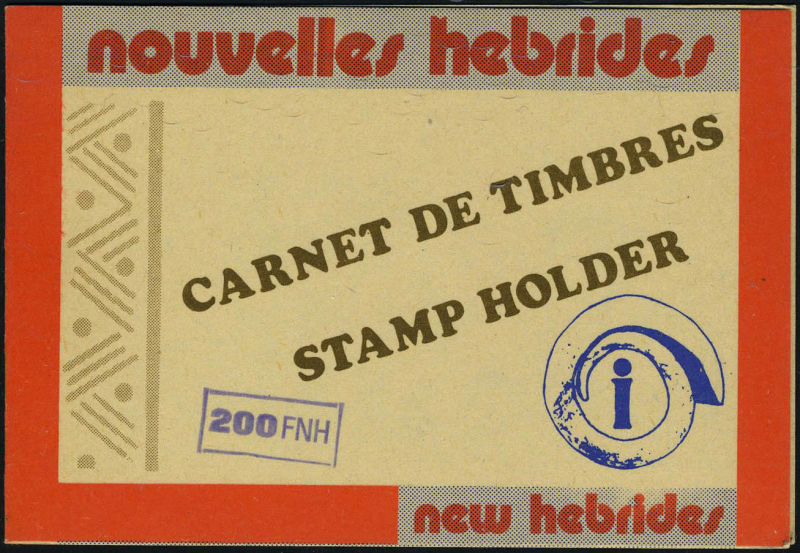 nouvelles hebrides
CARNET DE TIMBRES
STAMP HOLDER
i
200 FNH
new hebrides